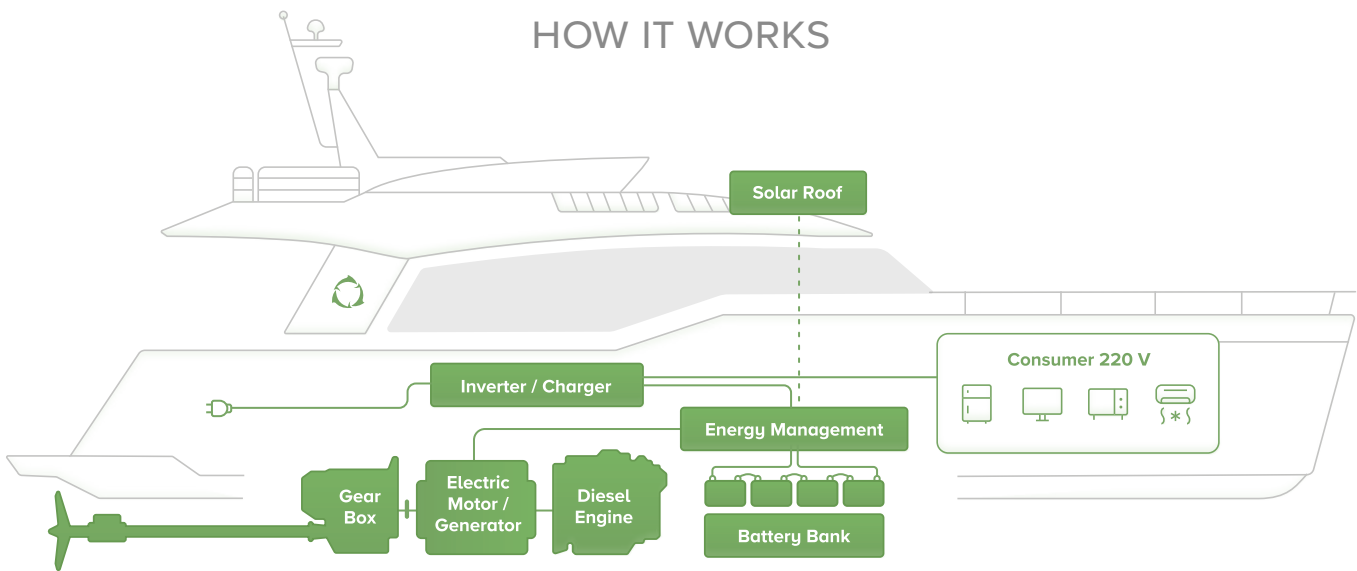 HOW IT WORKS
Solar Roof
Consumer 220 V
Inverter / Charger
Energy Management
Gear
Box
Electric
Motor /
Generator
Diesel
Engine
Battery Bank